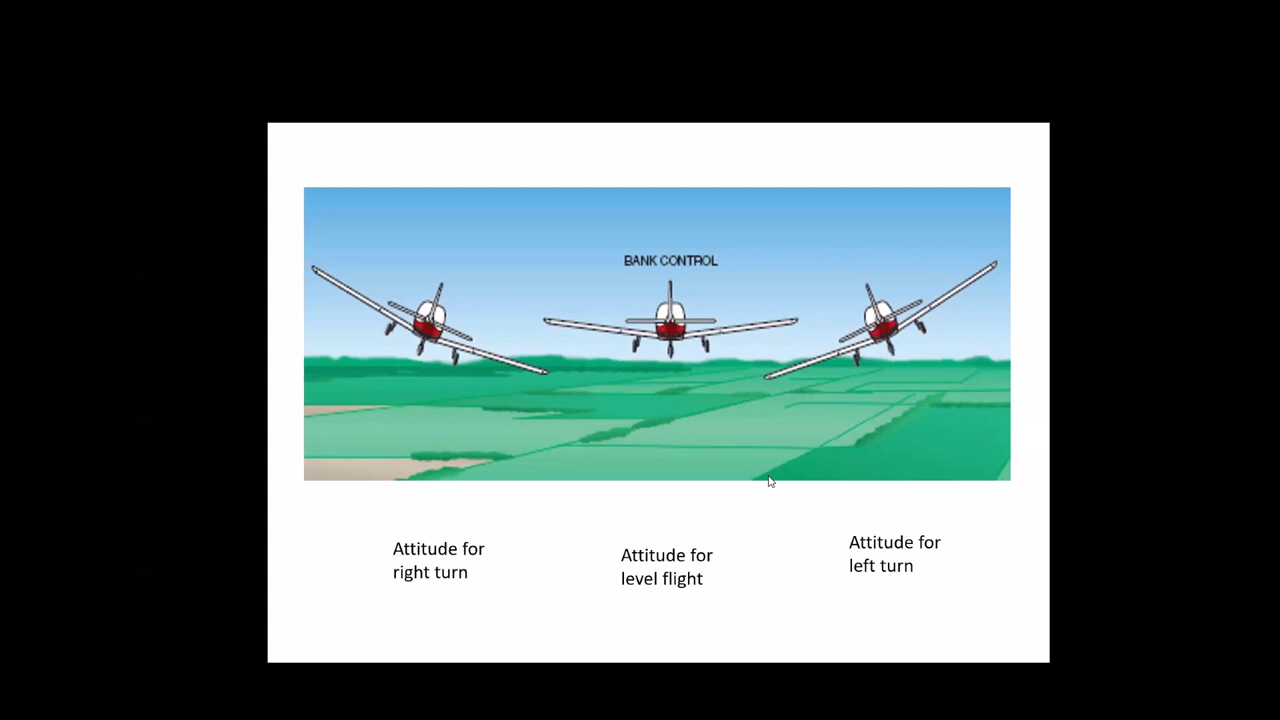 BANK CONTROL
Attitude for
right turn
Attitude for
level flight
Attitude for
left turn